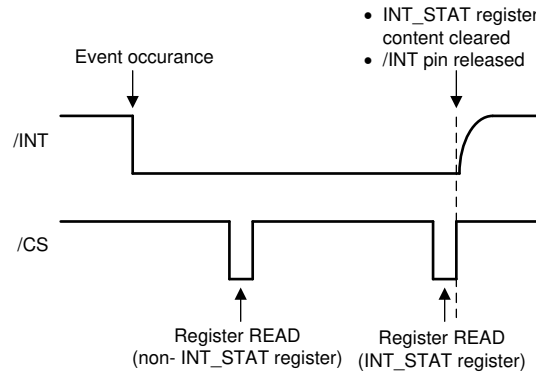 • INT_STAT register
content cleared
• /INT pin released
Event occurance
/INT
/CS
Register READ
(non- INT_STAT register)
Register READ
(INT_STAT register)